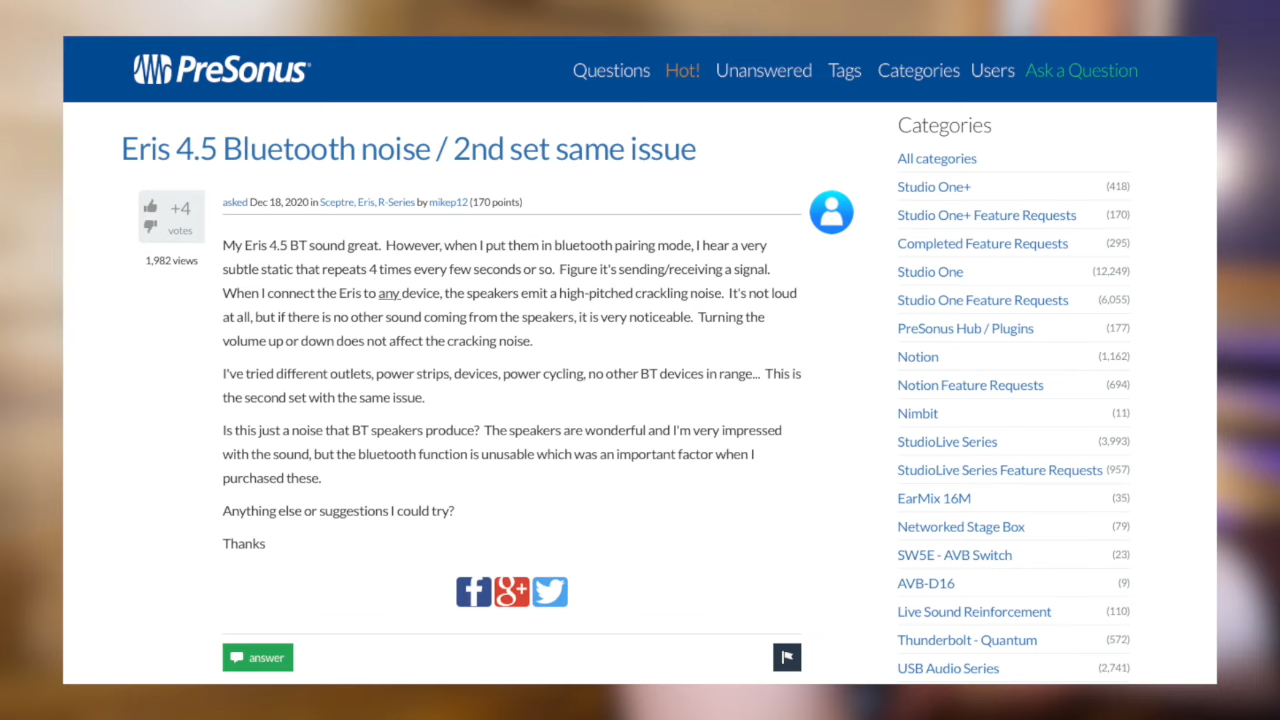 PreSonus
Questions Hot! Unanswered Tags Categories Users Ask a Question
Eris 4.5 Bluetooth noise / 2nd set same issue
+4
votes
1,982 views
asked Dec 18, 2020 in Sceptre, Eris, R-Series by mikep12 (170 points)
My Eris 4.5 BT sound great. However, when I put them in bluetooth pairing mode, I hear a very
subtle static that repeats 4 times every few seconds or so. Figure it's sending/receiving a signal.
When I connect the Eris to any device, the speakers emit a high-pitched crackling noise. It's not loud
at all, but if there is no other sound coming from the speakers, it is very noticeable. Turning the
volume up or down does not affect the cracking noise.
I've tried different outlets, power strips, devices, power cycling, no other BT devices in range... This is
the second set with the same issue.
Is this just a noise that BT speakers produce? The speakers are wonderful and I'm very impressed
with the sound, but the bluetooth function is unusable which was an important factor when I
purchased these.
Anything else or suggestions I could try?
Thanks
f g+
answer
Categories
All categories
Studio One+ (418)
Studio One+ Feature Requests (170)
Completed Feature Requests (295)
Studio One (12,249)
Studio One Feature Requests (6,055)
PreSonus Hub / Plugins (177)
Notion (1,162)
Notion Feature Requests (694)
Nimbit (11)
StudioLive Series (3,993)
StudioLive Series Feature Requests (957)
EarMix 16M (35)
Networked Stage Box (79)
SW5E - AVB Switch (23)
AVB-D16 (9)
Live Sound Reinforcement (110)
Thunderbolt - Quantum (572)
USB Audio Series (2,741)